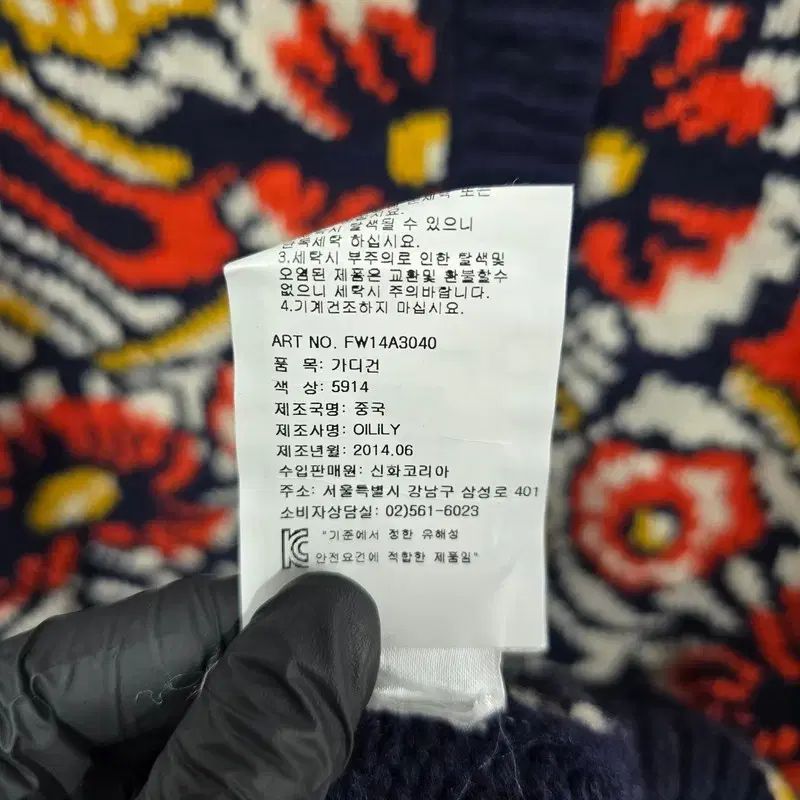 또는
탈색될 수 있으니
단독세탁 하십시요.
3.세탁시 부주의로 인한 탈색및
오염된 제품은 교환및 환불할수
없으니 세탁시 주의바랍니다.
4.기계건조하지 마십시요.
ART NO. FW14A3040
품 목: 가디건
색 상: 5914
제조국명: 중국
제조사명: OILILY
제조년월: 2014.06
수입판매원: 신화코리아
주소: 서울특별시 강남구 삼성로 401
소비자상담실: 02)561-6023
"기준에서 정한 유해성
안전요건에 적합한 제품임"